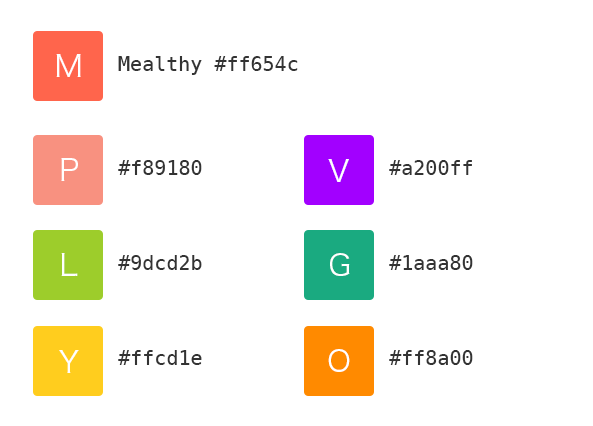 M Mealthy #ff654c
P #f89180 V #a200ff
L #9dcd2b G #1aaa80
Y #ffcd1e O #ff8a00